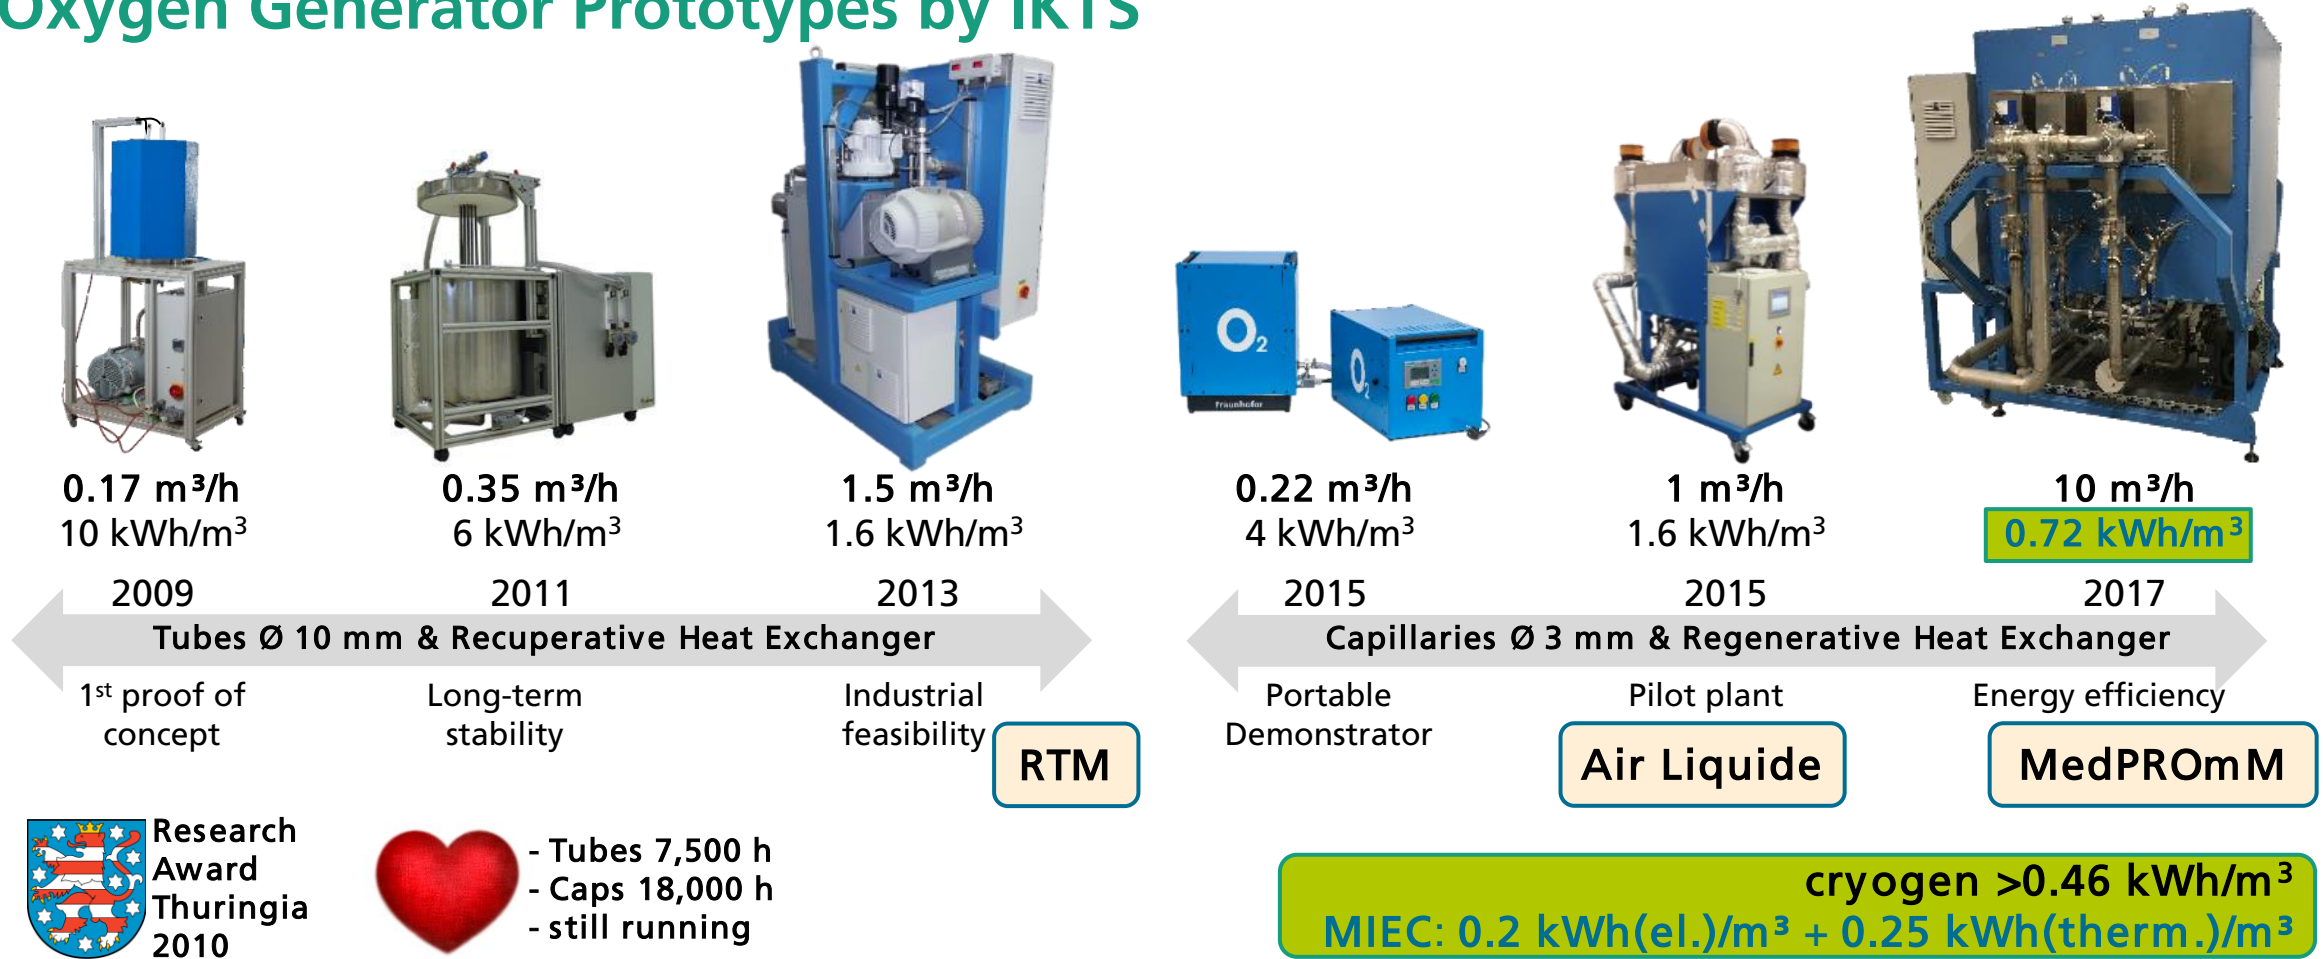 Oxygen Generator Prototypes by IKTS
O₂
O₂
Fraunhofer
0.17 m³/h
10 kWh/m³
0.35 m³/h
6 kWh/m³
1.5 m³/h
1.6 kWh/m³
0.22 m³/h
4 kWh/m³
1 m³/h
1.6 kWh/m³
10 m³/h
0.72 kWh/m³
2009
2011
2013
2015
2015
2017
Tubes Ø 10 mm & Recuperative Heat Exchanger
Capillaries Ø 3 mm & Regenerative Heat Exchanger
1st proof of
concept
Long-term
stability
Industrial
feasibility
RTM
Portable
Demonstrator
Pilot plant
Air Liquide
Energy efficiency
MedPROmM
Research
Award
Thuringia
2010
- Tubes 7,500 h
- Caps 18,000 h
- still running
cryogen >0.46 kWh/m³
MIEC: 0.2 kWh(el.)/m³ + 0.25 kWh(therm.)/m³